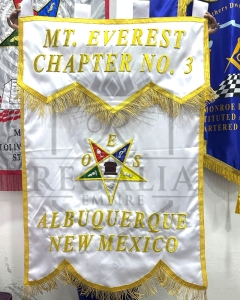 MT. EVEREST
CHAPTER NO. 3
E
O S
REGALIA
EMPIRE
ALBUQUERQUE
NEW MEXICO